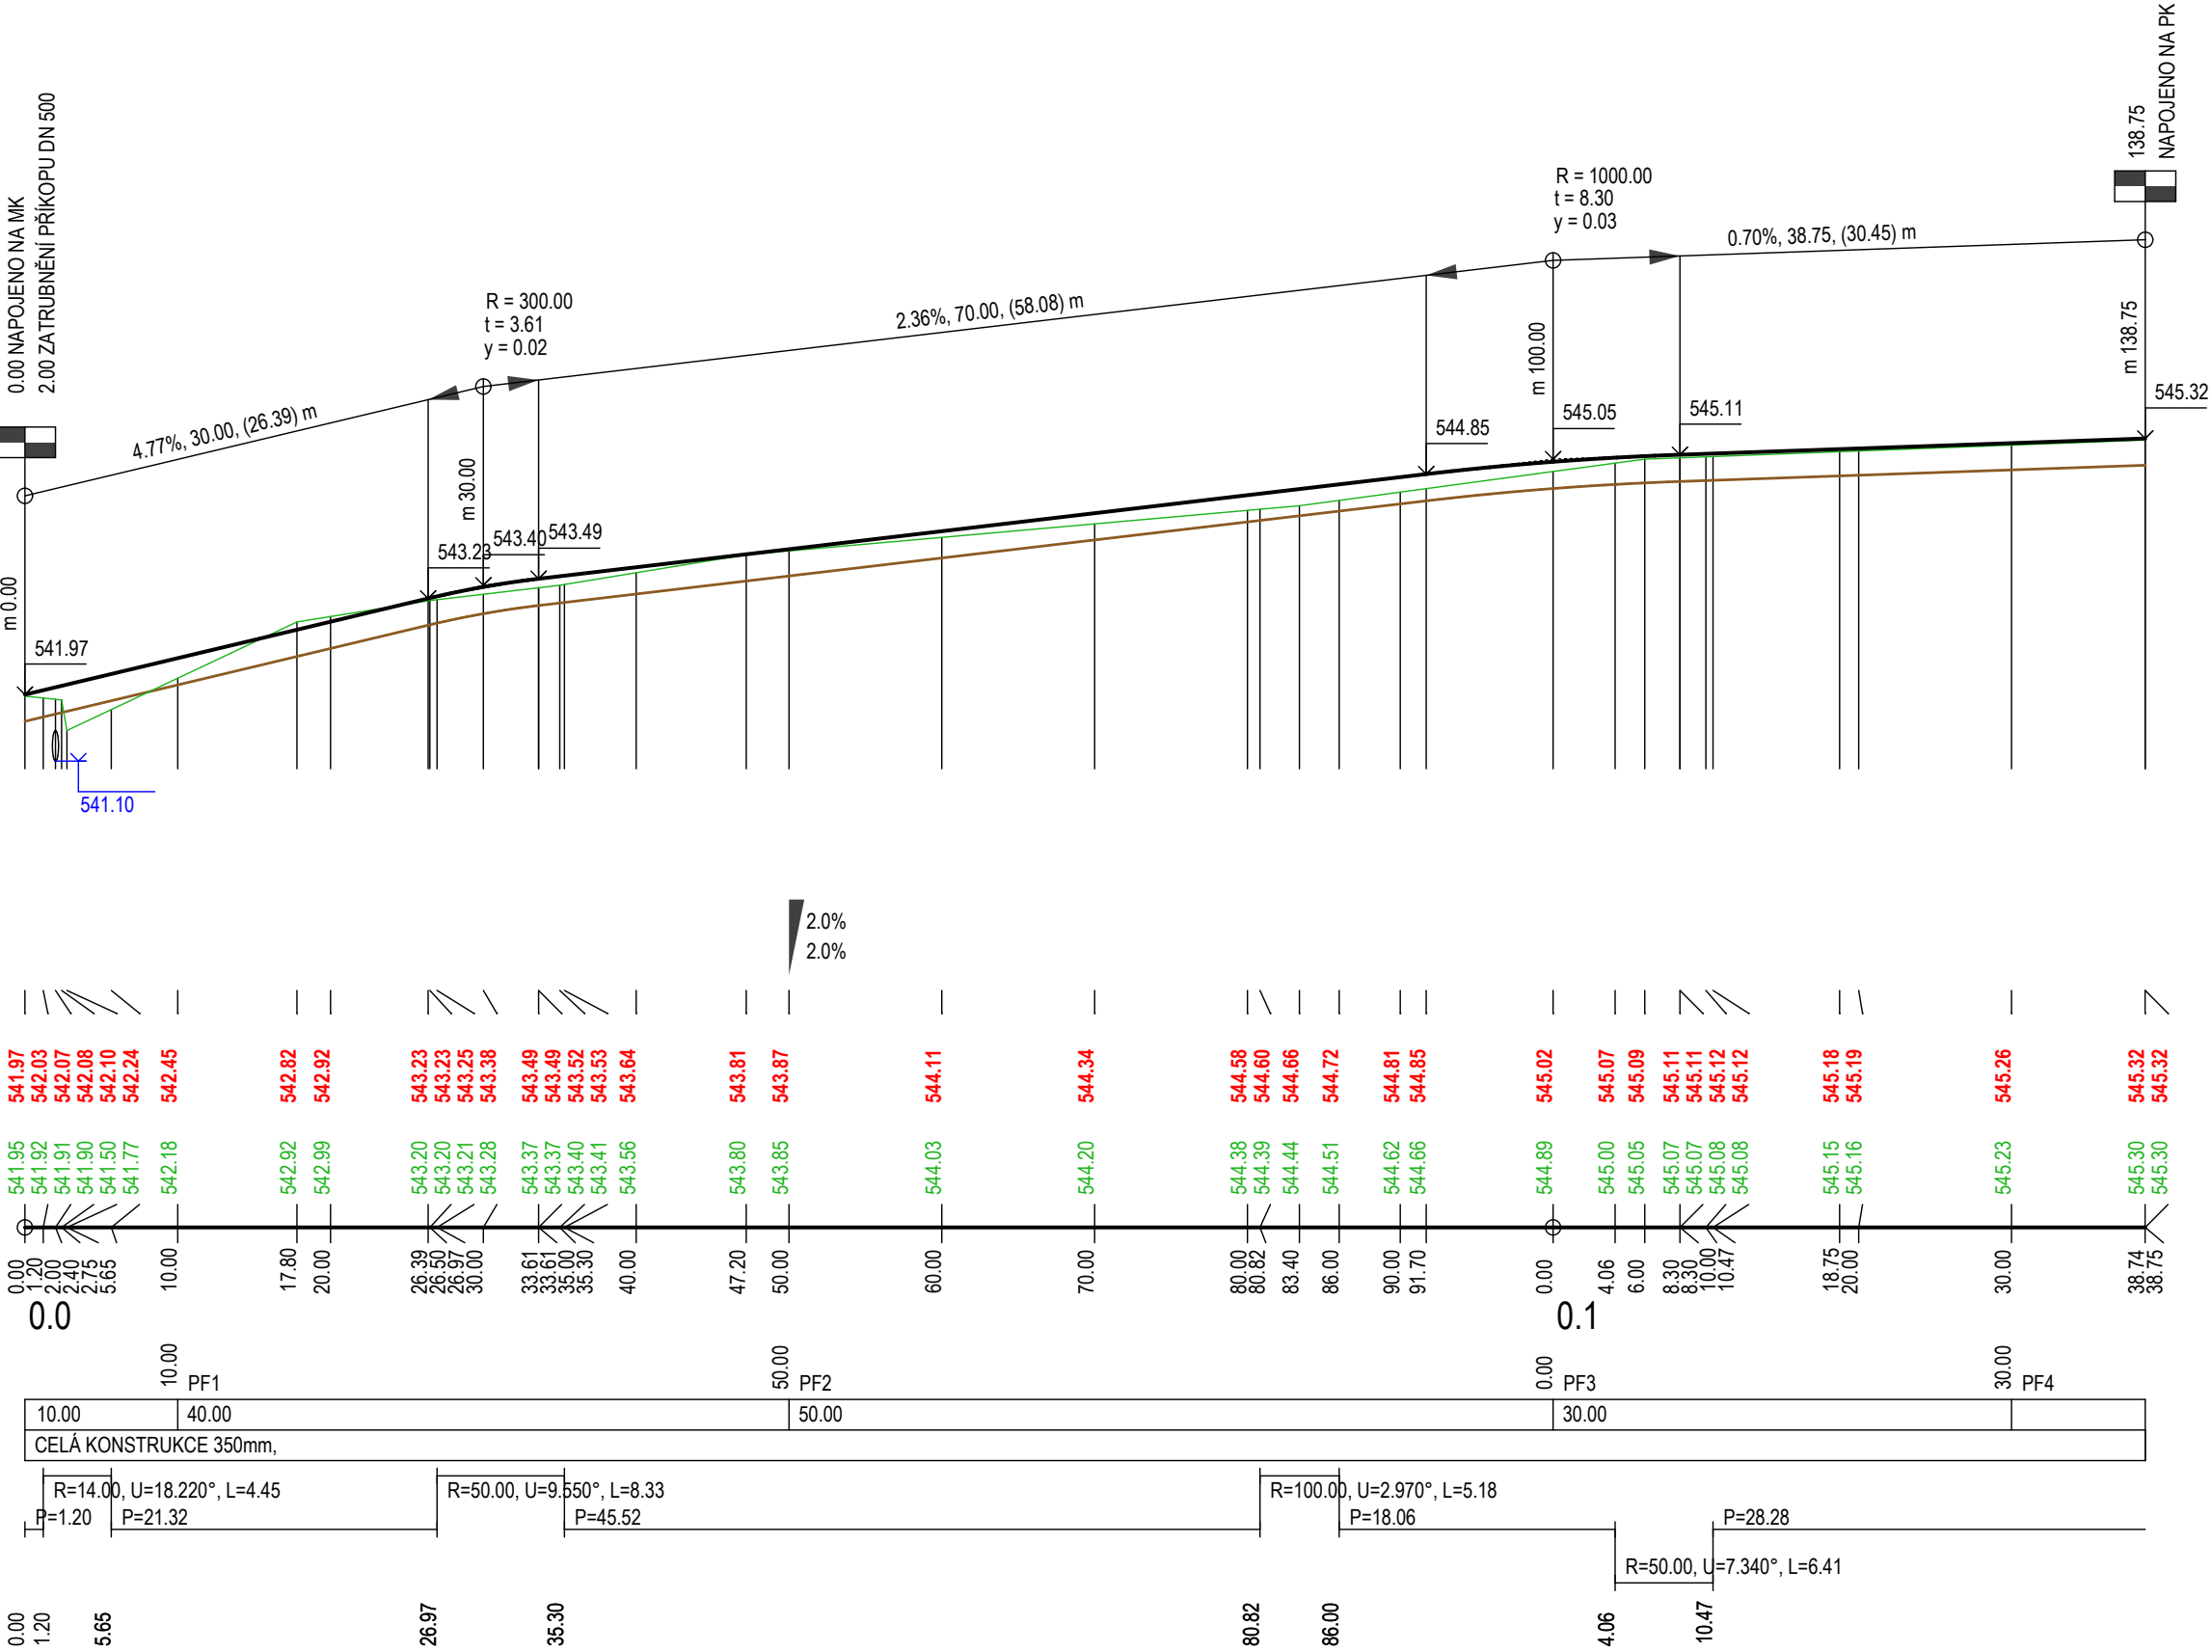 0.00 NAPOJENO NA MK
2.00 ZATRUBNĚNÍ PŘÍKOPU DN 500
138.75
NAPOJENO NA PK
R = 1000.00
t = 8.30
y = 0.03
0.70%, 38.75, (30.45) m
R = 300.00
t = 3.61
y = 0.02
2.36%, 70.00, (58.08) m
4.77%, 30.00, (26.39) m
m 0.00
m 30.00
m 100.00
m 138.75
541.97
543.23
543.40
543.49
544.85
545.05
545.11
545.32
541.10
2.0%
2.0%
541.97 542.03 542.07 542.08 542.10 542.24 542.45 542.82 542.92 543.23 543.23 543.25 543.38 543.49 543.49 543.52 543.53 543.64 543.81 543.87 544.11 544.34 544.58 544.60 544.66 544.72 544.81 544.85 545.02 545.07 545.09 545.11 545.11 545.12 545.12 545.18 545.19 545.26 545.32 545.32
541.95 541.92 541.91 541.90 541.50 541.77 542.18 542.92 542.99 543.20 543.20 543.21 543.28 543.37 543.37 543.40 543.41 543.56 543.80 543.85 544.03 544.20 544.38 544.39 544.44 544.51 544.62 544.66 544.89 545.00 545.05 545.07 545.07 545.08 545.08 545.15 545.16 545.23 545.30 545.30
0.00 1.20 2.00 2.40 2.75 5.65 10.00 17.80 20.00 26.39 26.50 26.97 30.00 33.61 33.61 35.00 35.30 40.00 47.20 50.00 60.00 70.00 80.00 80.82 83.40 86.00 90.00 91.70 0.00 4.06 6.00 8.30 8.30 10.00 10.47 18.75 20.00 30.00 38.74 38.75
0.0 0.1
10.00 PF1 50.00 PF2 0.00 PF3 30.00 PF4
10.00 40.00 50.00 30.00
CELÁ KONSTRUKCE 350mm,
R=14.00, U=18.220°, L=4.45 R=50.00, U=9.550°, L=8.33 R=100.00, U=2.970°, L=5.18
P=1.20 P=21.32 P=45.52 P=18.06 P=28.28
R=50.00, U=7.340°, L=6.41
0.00 1.20 5.65 26.97 35.30 80.82 86.00 4.06 10.47